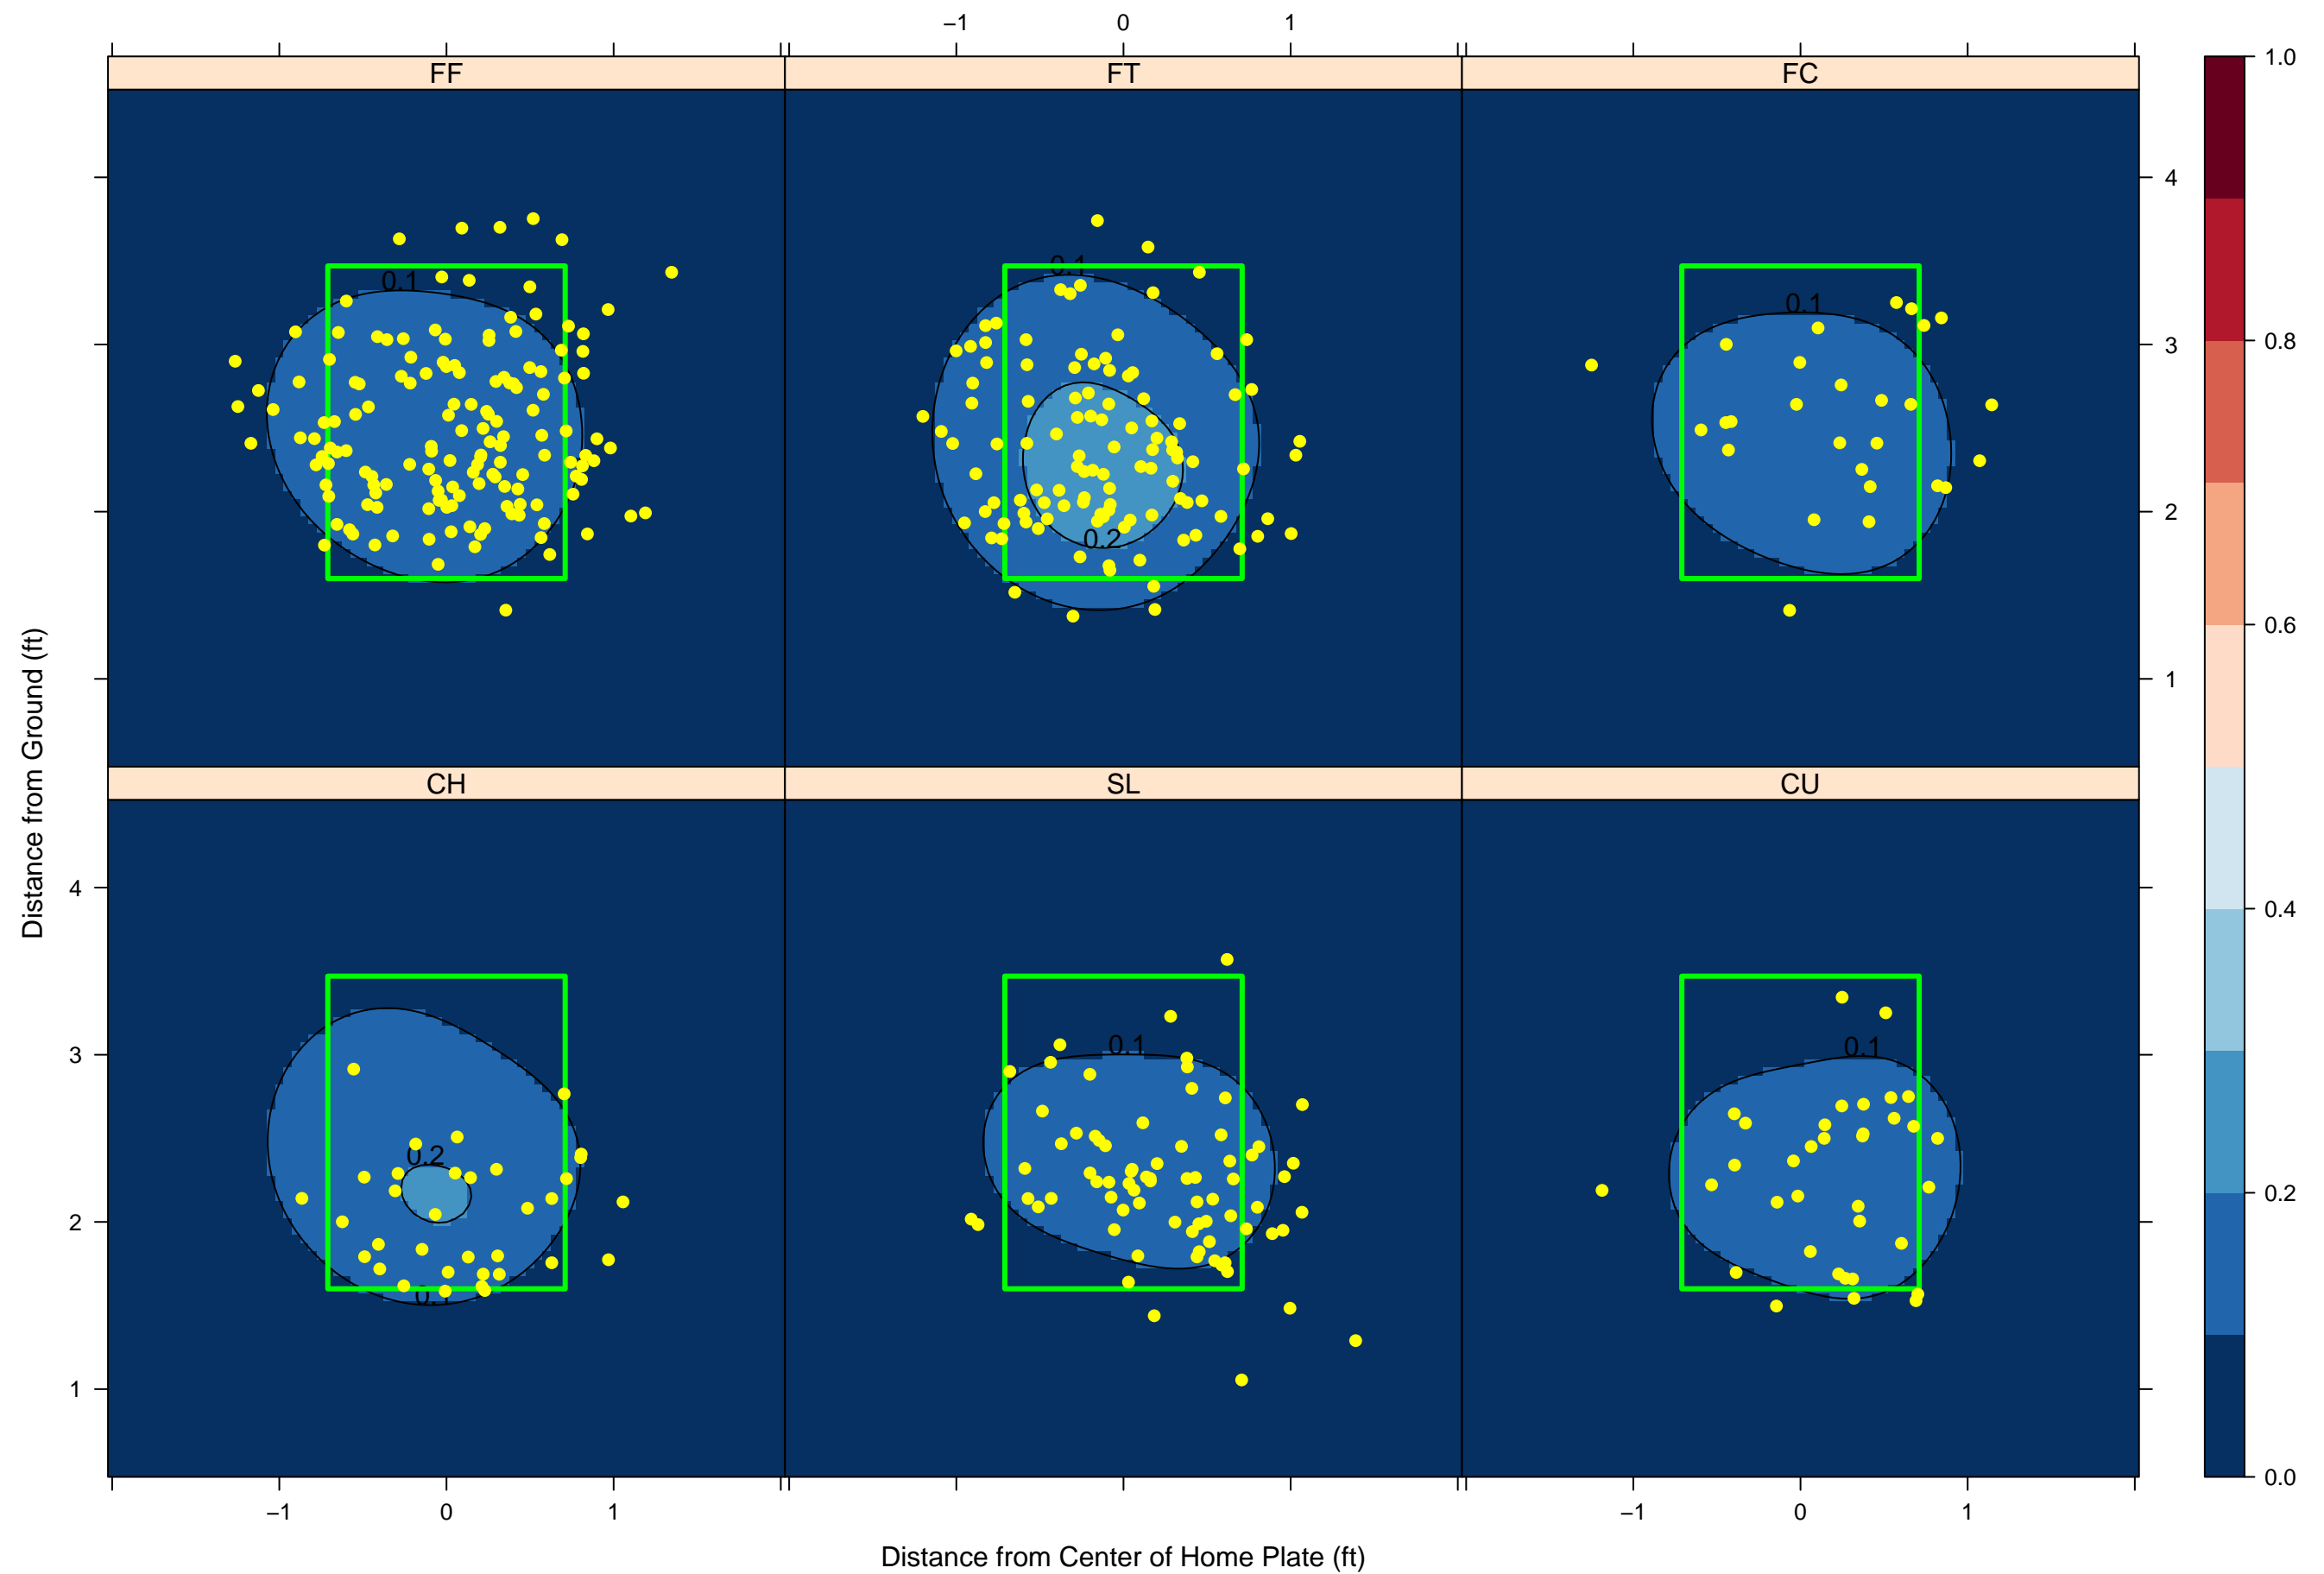 −1 0 1
FF FT FC
0.1 0.1 0.1
0.2
4
3
2
1
CH SL CU
0.2 0.1 0.1
0.1
4
3
2
1
−1 0 1 −1 0 1
Distance from Ground (ft)
Distance from Center of Home Plate (ft)
1.0
0.8
0.6
0.4
0.2
0.0